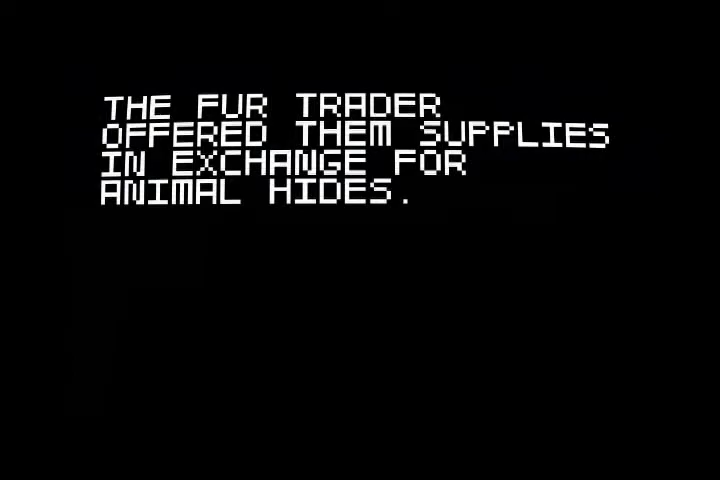 THE FUR TRADER
OFFERED THEM SUPPLIES
IN EXCHANGE FOR
ANIMAL HIDES.